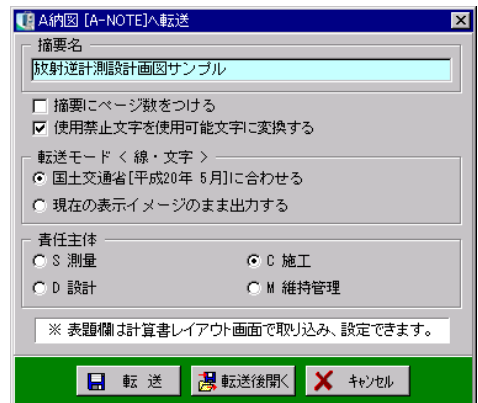 A納図 [A-NOTE]へ転送
摘要名
放射逆計測設計画図サンプル
摘要にページ数をつける
使用禁止文字を使用可能文字に変換する
転送モード < 線・文字 >
国土交通省[平成20年 5月]に合わせる
現在の表示イメージのまま出力する
責任主体
S 測量
C 施工
D 設計
M 維持管理
※ 表題欄は計算書レイアウト画面で取り込み、設定できます。
転 送
転送後開く
キャンセル